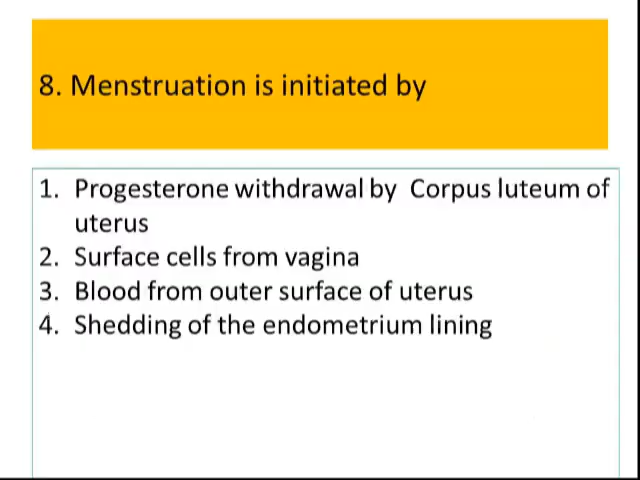 8. Menstruation is initiated by
1. Progesterone withdrawal by Corpus luteum of
uterus
2. Surface cells from vagina
3. Blood from outer surface of uterus
4. Shedding of the endometrium lining